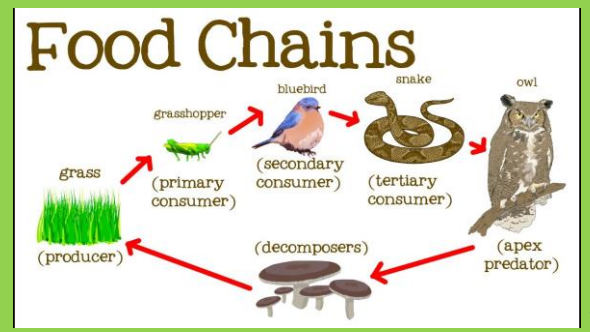 Food Chains
grass
(producer)
grasshopper
(primary
consumer)
bluebird
(secondary
consumer)
snake
(tertiary
consumer)
owl
(apex
predator)
(decomposers)